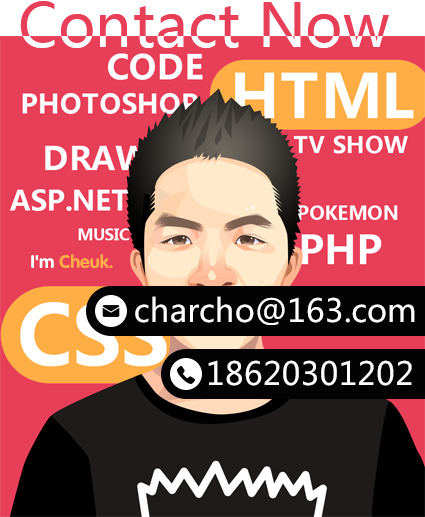 Contact Now
CODE
HTML
PHOTOSHOP
TV SHOW
DRAW
ASP.NET
POKEMON
MUSIC
PHP
I'm Cheuk.
charcho@163.com
CSS
18620301202